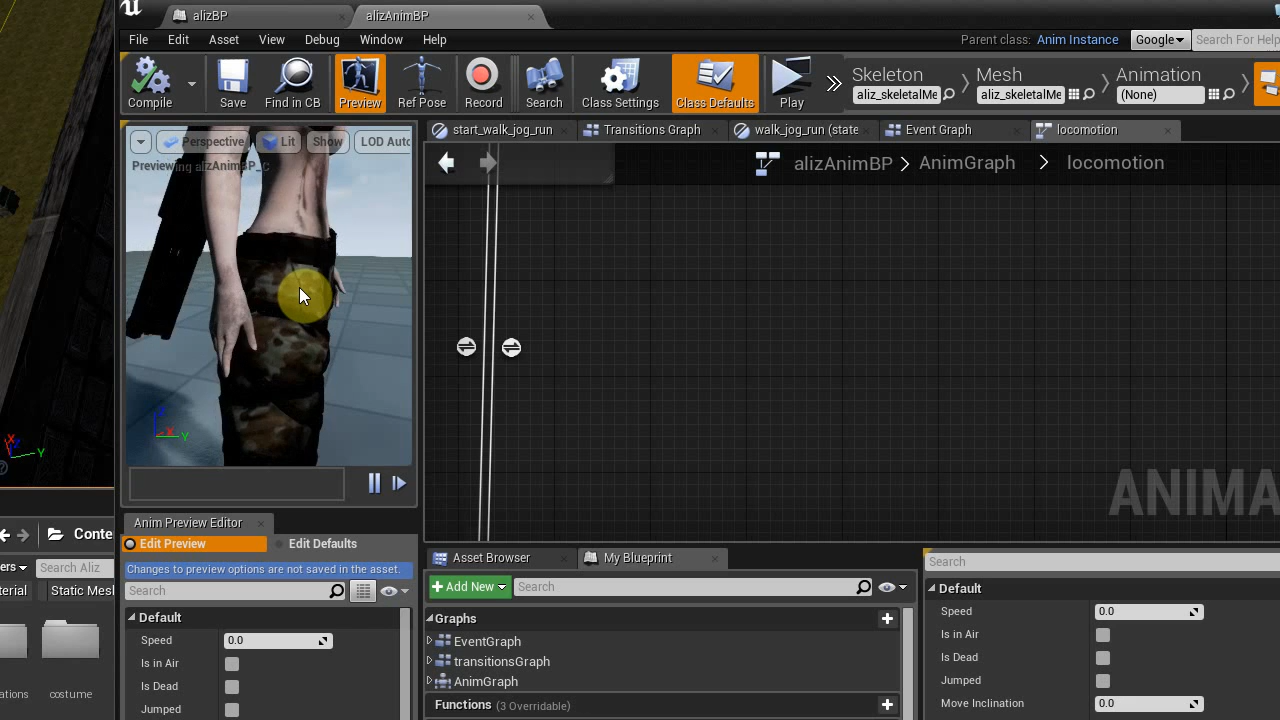 alizBP
alizAnimBP
File Edit Asset View Debug Window Help
Parent class: Anim Instance Google Search For Help
Compile Save Find in CB Preview Ref Pose Record Search Class Settings Class Defaults Play
Skeleton Mesh Animation
aliz_skeletalMe aliz_skeletalMe (None)
start_walk_jog_run Transitions Graph walk_jog_run (state Event Graph locomotion
Perspective Lit Show LOD Auto
Previewing alizAnimBP_C
alizAnimBP AnimGraph locomotion
X Z Y
X Y
Z
ANIMA
Anim Preview Editor
Conte
Edit Preview Edit Defaults
Changes to preview options are not saved in the asset.
ers Search Aliz
Search
terial Static Mesh
Default
Speed 0.0
Is in Air
Is Dead
Jumped
ations costume
Asset Browser My Blueprint
Add New Search
Graphs
EventGraph
transitionsGraph
AnimGraph
Functions (3 Overridable)
Search
Default
Speed 0.0
Is in Air
Is Dead
Jumped
Move Inclination 0.0